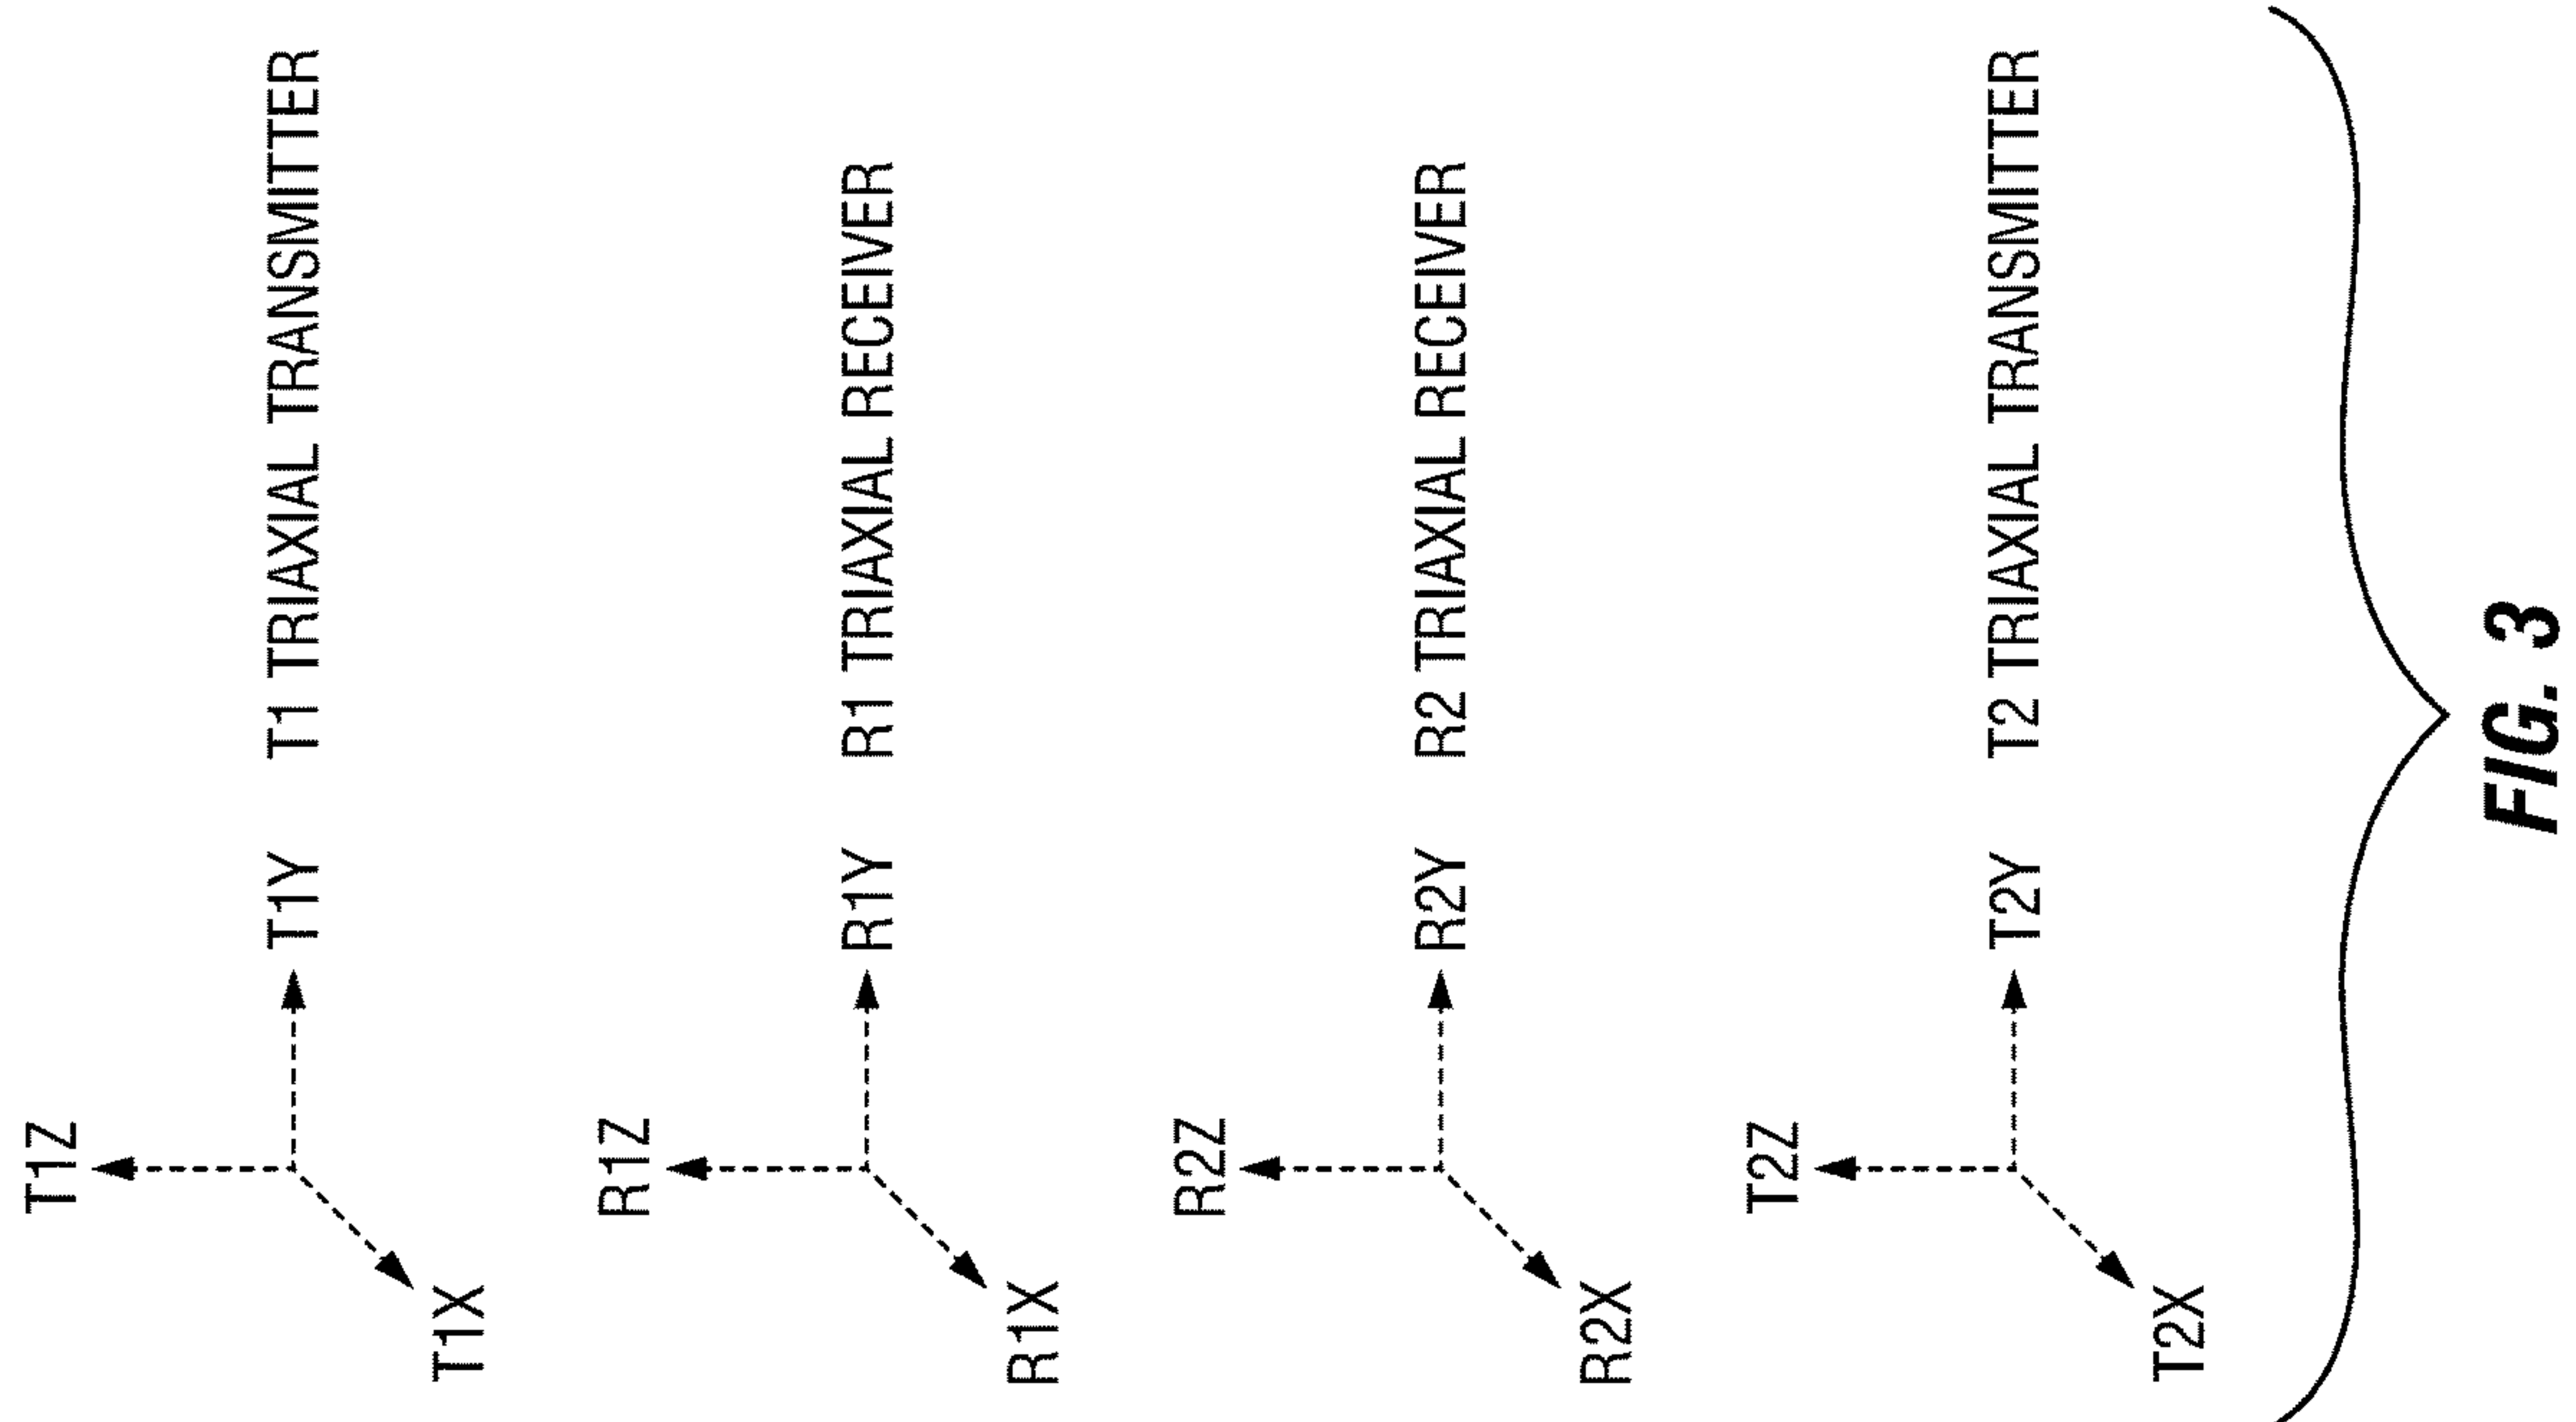 T1Z
T1Y T1 TRIAXIAL TRANSMITTER
T1X
R1Z
R1Y R1 TRIAXIAL RECEIVER
R1X
R2Z
R2Y R2 TRIAXIAL RECEIVER
R2X
T2Z
T2Y T2 TRIAXIAL TRANSMITTER
T2X
FIG. 3